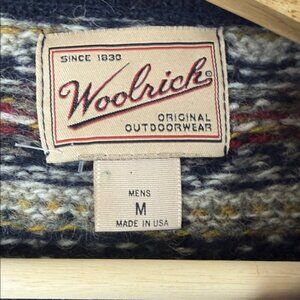 SINCE 1830
Woolrich®
ORIGINAL
OUTDOORWEAR
MENS
M
MADE IN USA